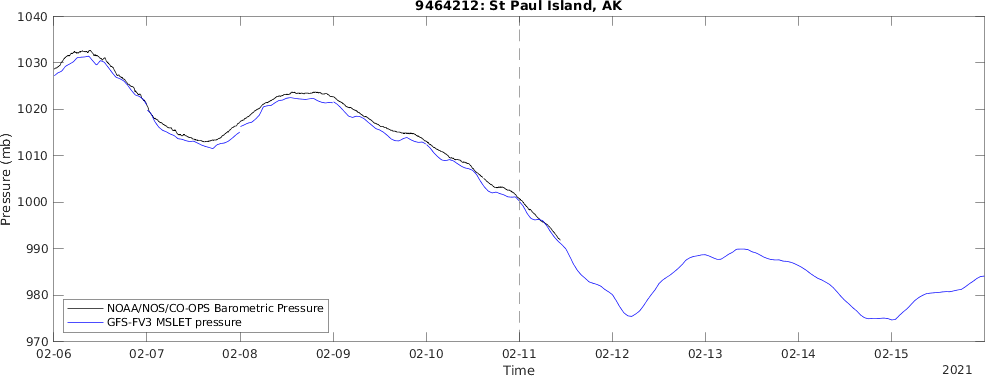 9464212: St Paul Island, AK
1040
1030
1020
1010
1000
990
980
970
Pressure (mb)
NOAA/NOS/CO-OPS Barometric Pressure
GFS-FV3 MSLET pressure
02-06 02-07 02-08 02-09 02-10 02-11 02-12 02-13 02-14 02-15
Time
2021